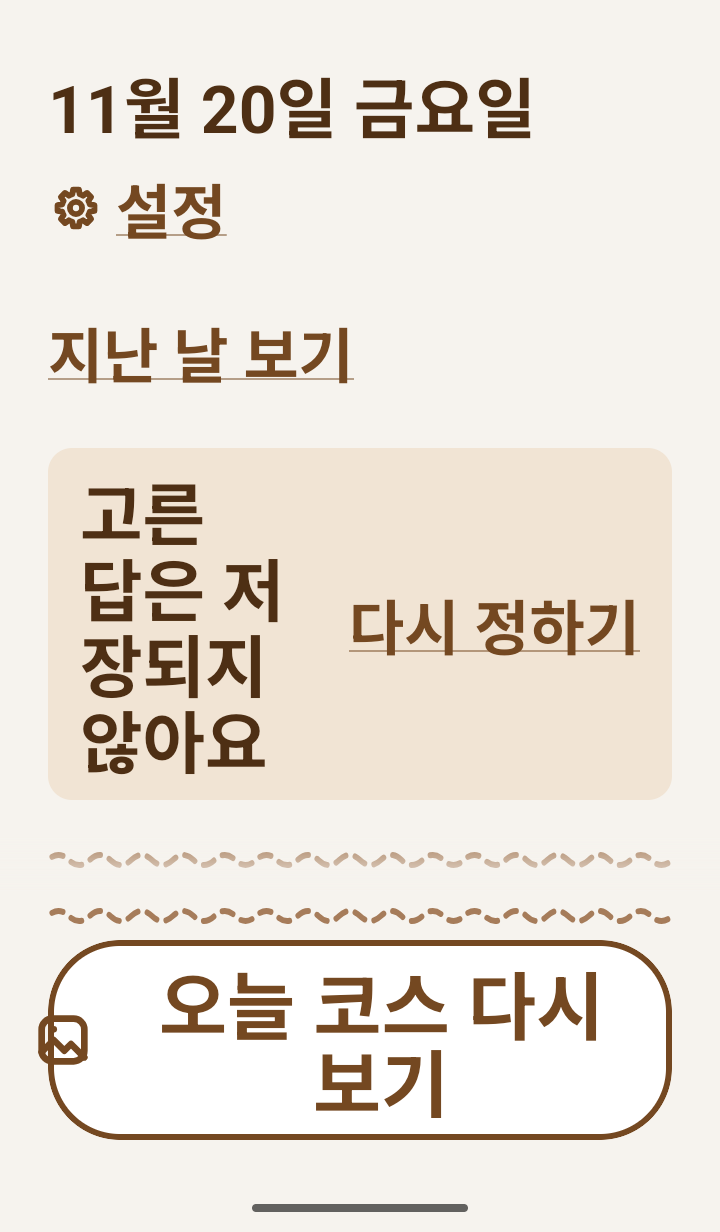 11월 20일 금요일
설정
지난 날 보기
고른
답은 저
장되지
않아요
다시 정하기
오늘 코스 다시
보기